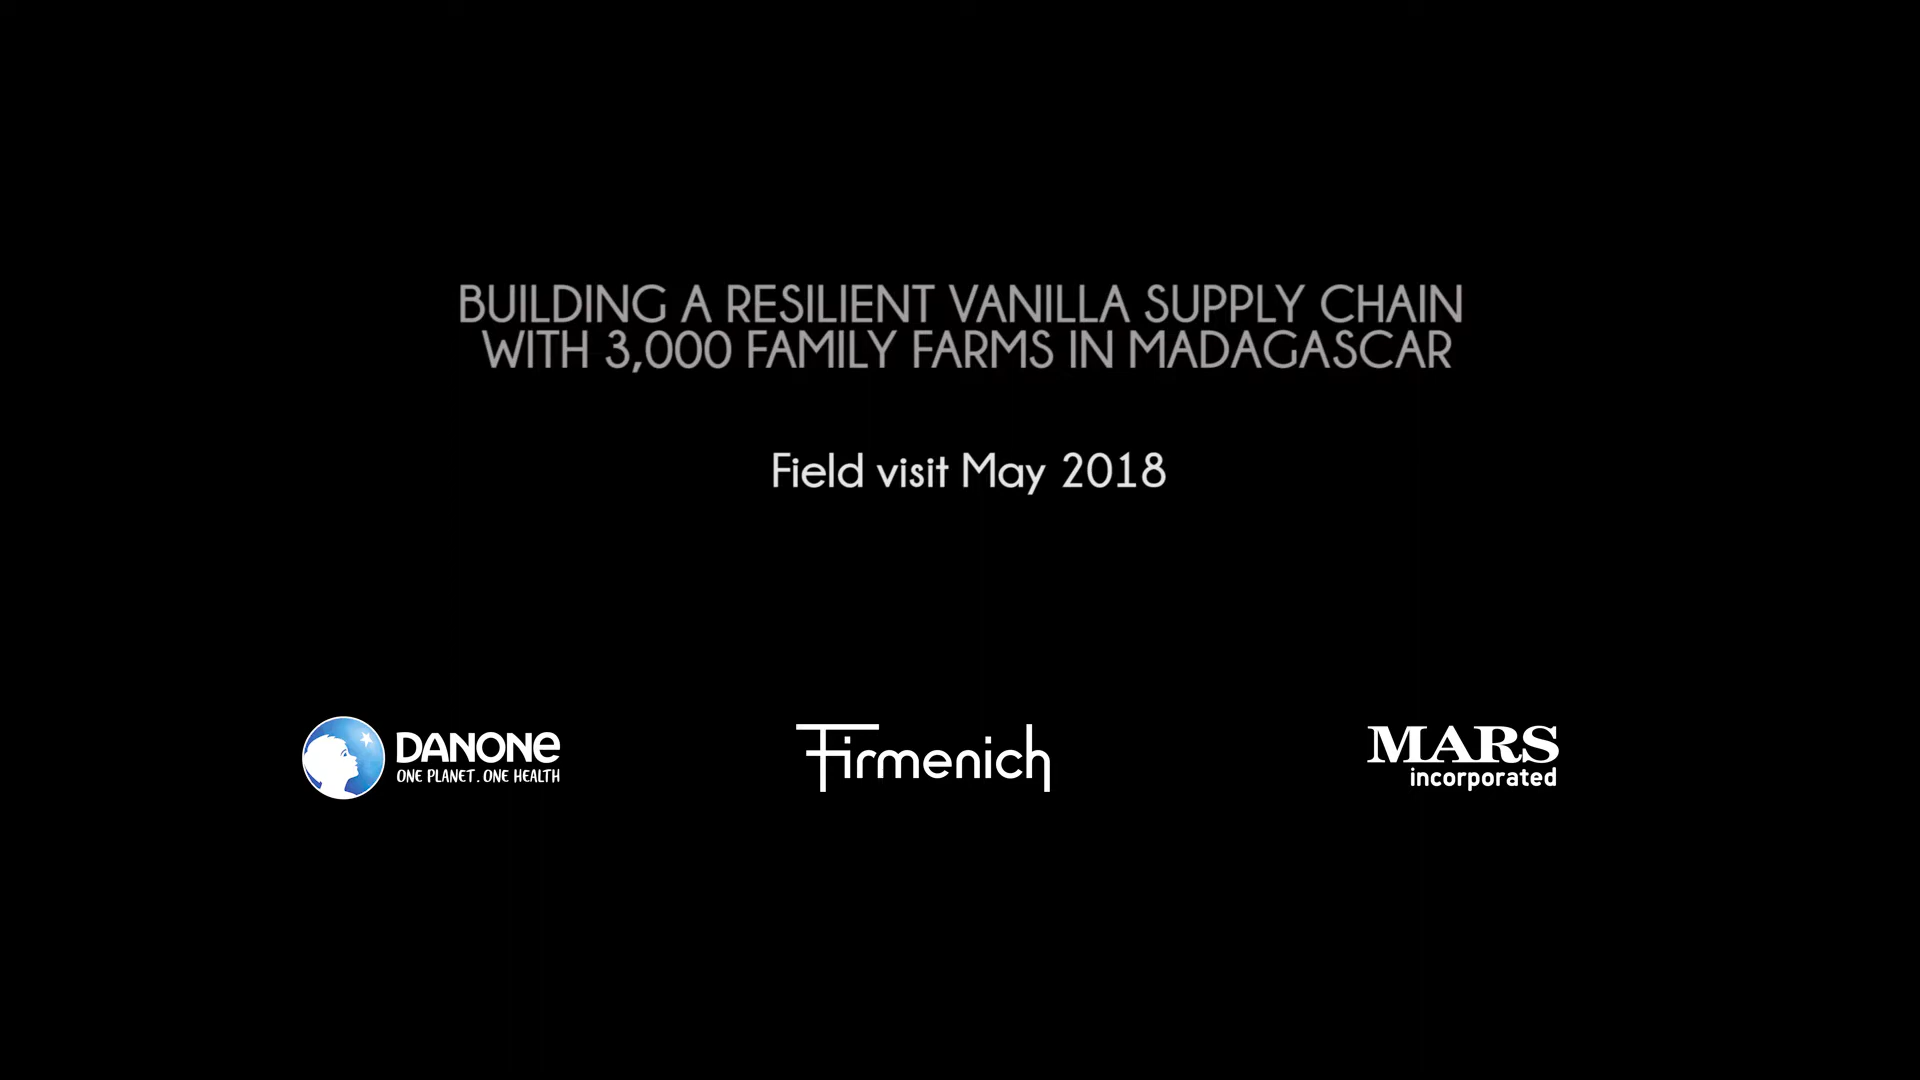 BUILDING A RESILIENT VANILLA SUPPLY CHAIN
WITH 3,000 FAMILY FARMS IN MADAGASCAR
Field visit May 2018
DANONE
ONE PLANET. ONE HEALTH
Firmenich
MARS
incorporated